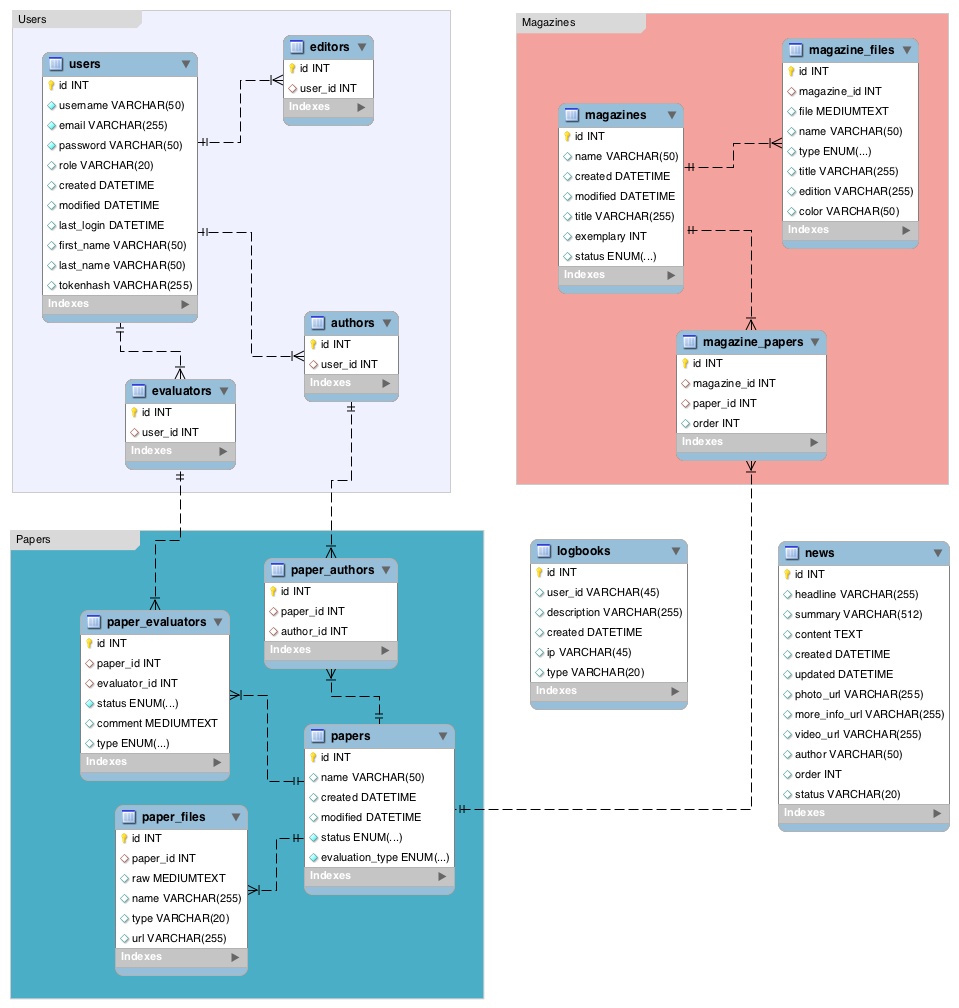 Users
users
id INT
username VARCHAR(50)
email VARCHAR(255)
password VARCHAR(50)
role VARCHAR(20)
created DATETIME
modified DATETIME
last_login DATETIME
first_name VARCHAR(50)
last_name VARCHAR(50)
tokenhash VARCHAR(255)
Indexes
editors
id INT
user_id INT
Indexes
authors
id INT
user_id INT
Indexes
evaluators
id INT
user_id INT
Indexes
Magazines
magazines
id INT
name VARCHAR(50)
created DATETIME
modified DATETIME
title VARCHAR(255)
exemplary INT
status ENUM(...)
Indexes
magazine_files
id INT
magazine_id INT
file MEDIUMTEXT
name VARCHAR(50)
type ENUM(...)
title VARCHAR(255)
edition VARCHAR(255)
color VARCHAR(50)
Indexes
magazine_papers
id INT
magazine_id INT
paper_id INT
order INT
Indexes
Papers
paper_evaluators
id INT
paper_id INT
evaluator_id INT
status ENUM(...)
comment MEDIUMTEXT
type ENUM(...)
Indexes
paper_authors
id INT
paper_id INT
author_id INT
Indexes
papers
id INT
name VARCHAR(50)
created DATETIME
modified DATETIME
status ENUM(...)
evaluation_type ENUM(...)
Indexes
paper_files
id INT
paper_id INT
raw MEDIUMTEXT
name VARCHAR(255)
type VARCHAR(20)
url VARCHAR(255)
Indexes
logbooks
id INT
user_id VARCHAR(45)
description VARCHAR(255)
created DATETIME
ip VARCHAR(45)
type VARCHAR(20)
Indexes
news
id INT
headline VARCHAR(255)
summary VARCHAR(512)
content TEXT
created DATETIME
updated DATETIME
photo_url VARCHAR(255)
more_info_url VARCHAR(255)
video_url VARCHAR(255)
author VARCHAR(50)
order INT
status VARCHAR(20)
Indexes